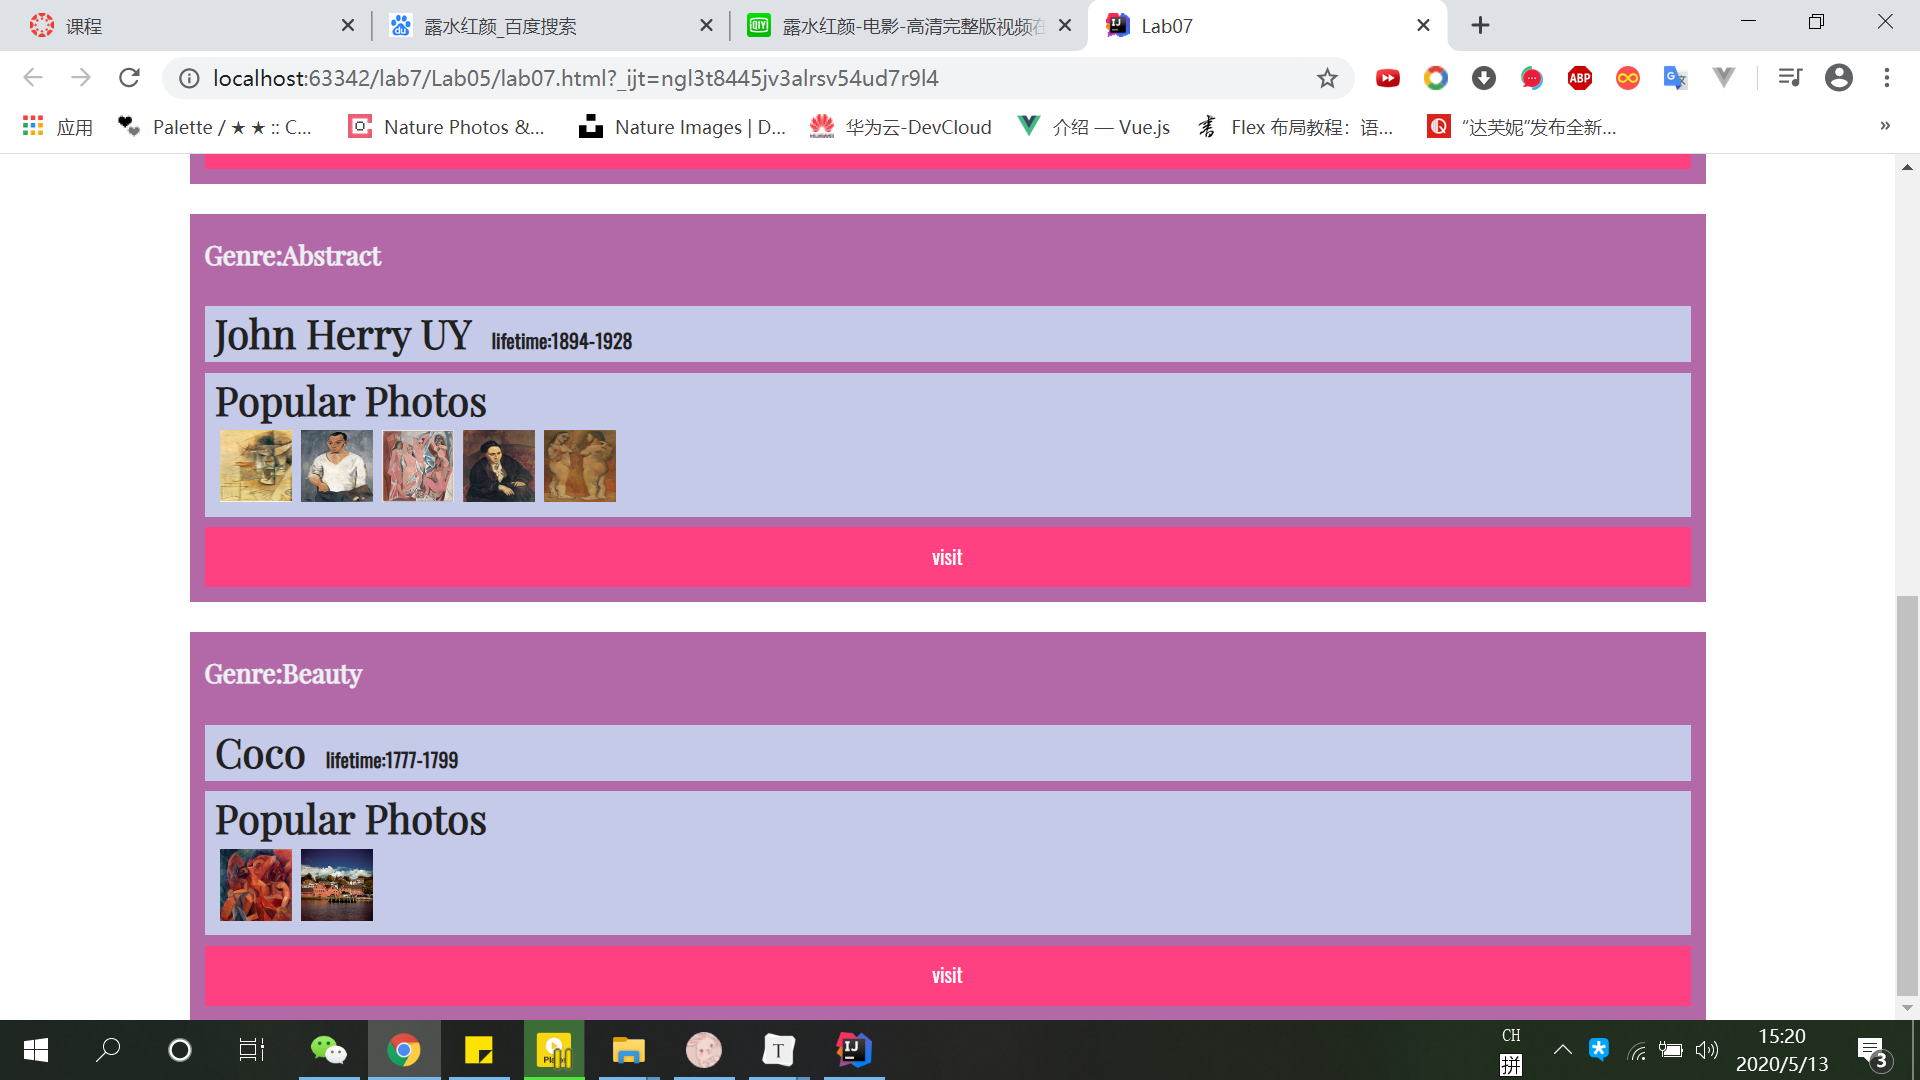 课程
露水红颜_百度搜索
露水红颜-电影-高清完整版视频在
Lab07
localhost:63342/lab7/Lab05/lab07.html?_ijt=ngl3t8445jv3alrsv54ud7r9l4
ABP
应用
Palette / ★ ★ :: C...
Nature Photos &...
Nature Images | D...
华为云-DevCloud
介绍 — Vue.js
Flex 布局教程：语...
“达芙妮”发布全新...
»
Genre:Abstract
John Herry UY lifetime:1894-1928
Popular Photos
visit
Genre:Beauty
Coco lifetime:1777-1799
Popular Photos
visit
CH
拼
15:20
2020/5/13
3